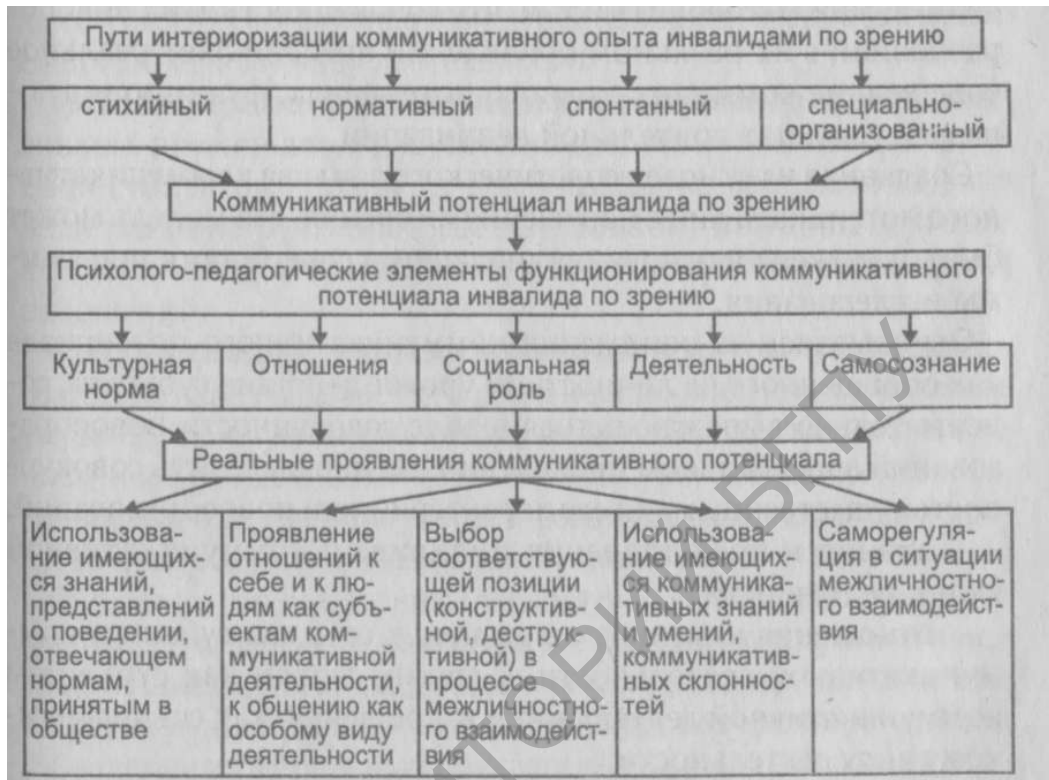 Пути интериоризации коммуникативного опыта инвалидами по зрению
стихийный
нормативный
спонтанный
специально-
организованный
Коммуникативный потенциал инвалида по зрению
Психолого-педагогические элементы функционирования коммуникативного
потенциала инвалида по зрению
Культурная
норма
Отношения
Социальная
роль
Деятельность
Самосознание
Реальные проявления коммуникативного потенциала
Использова-
ние имеющих-
ся знаний,
представлений
о поведении,
отвечающем
нормам,
принятым в
обществе
Проявление
отношений к
себе и к лю-
дям как субъ-
ектам ком-
муникативной
деятельности,
к общению как
особому виду
деятельности
Выбор
соответствую-
щей позиции
(конструктив-
ной, деструк-
тивной) в
процессе
межличностно-
го взаимодейст-
вия
Использова-
ние имеющих-
ся коммуника-
тивных знаний
и умений,
коммуникатив-
ных склоннос-
тей
Саморегуля-
ция в ситуации
межличностно-
го взаимодейст-
вия
ИТОРИЙ БГПУ